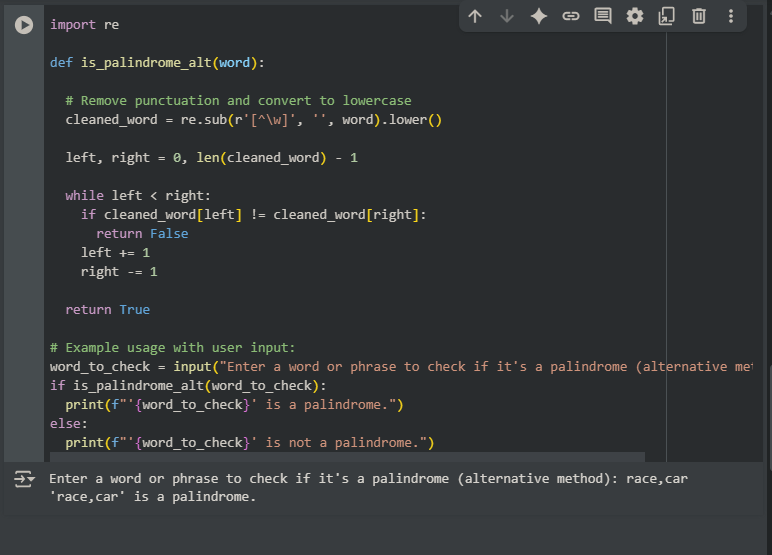 import re

def is_palindrome_alt(word):

  # Remove punctuation and convert to lowercase
  cleaned_word = re.sub(r'[^\w]', '', word).lower()

  left, right = 0, len(cleaned_word) - 1

  while left < right:
    if cleaned_word[left] != cleaned_word[right]:
      return False
    left += 1
    right -= 1

  return True

# Example usage with user input:
word_to_check = input("Enter a word or phrase to check if it's a palindrome (alternative met
if is_palindrome_alt(word_to_check):
  print(f"'{word_to_check}' is a palindrome.")
else:
  print(f"'{word_to_check}' is not a palindrome.")
Enter a word or phrase to check if it's a palindrome (alternative method): race,car
'race,car' is a palindrome.